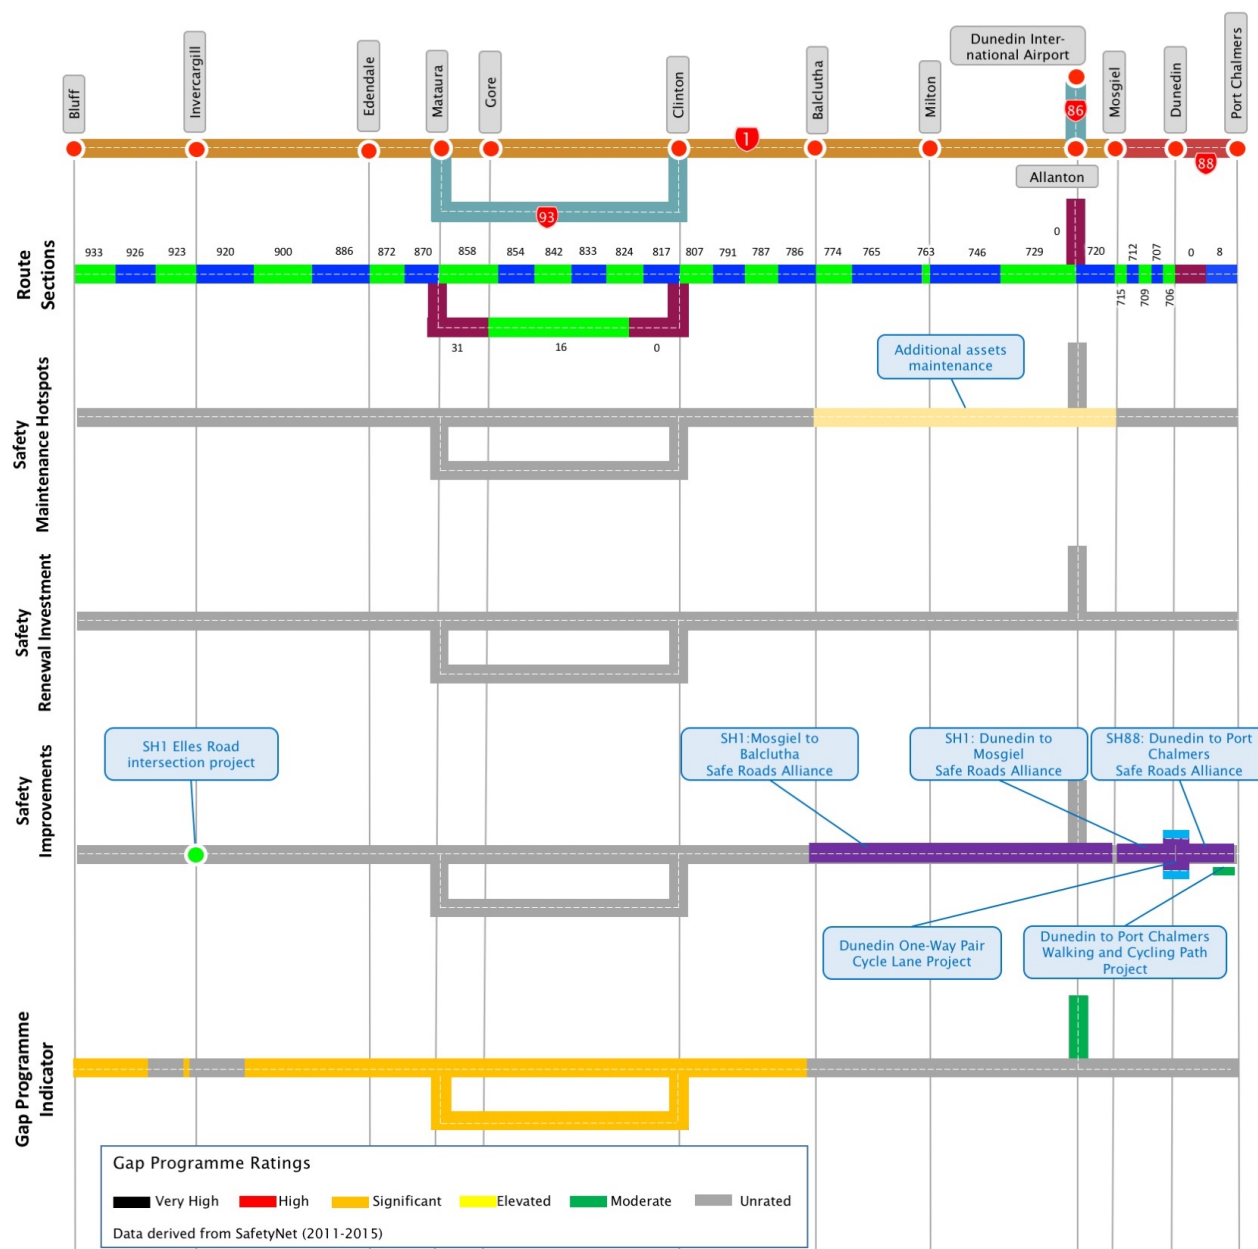 Bluff
Invercargill
Edendale
Mataura
Gore
Clinton
Balclutha
Milton
Dunedin Inter-
national Airport
Mosgiel
Dunedin
Port Chalmers
86
1
88
93
Allanton
Route
Sections
933 926 923 920 900 886 872 870 858 854 842 833 824 817 807 791 787 786 774 765 763 746 729 0 720 712 707 0 8
715 709 706
31 16 0
Safety
Maintenance Hotspots
Additional assets
maintenance
Safety
Renewal Investment
Safety
Improvements
SH1 Elles Road
intersection project
SH1:Mosgiel to
Balclutha
Safe Roads Alliance
SH1: Dunedin to
Mosgiel
Safe Roads Alliance
SH88: Dunedin to Port
Chalmers
Safe Roads Alliance
Dunedin One-Way Pair
Cycle Lane Project
Dunedin to Port Chalmers
Walking and Cycling Path
Project
Gap Programme
Indicator
Gap Programme Ratings
Very High High Significant Elevated Moderate Unrated
Data derived from SafetyNet (2011-2015)